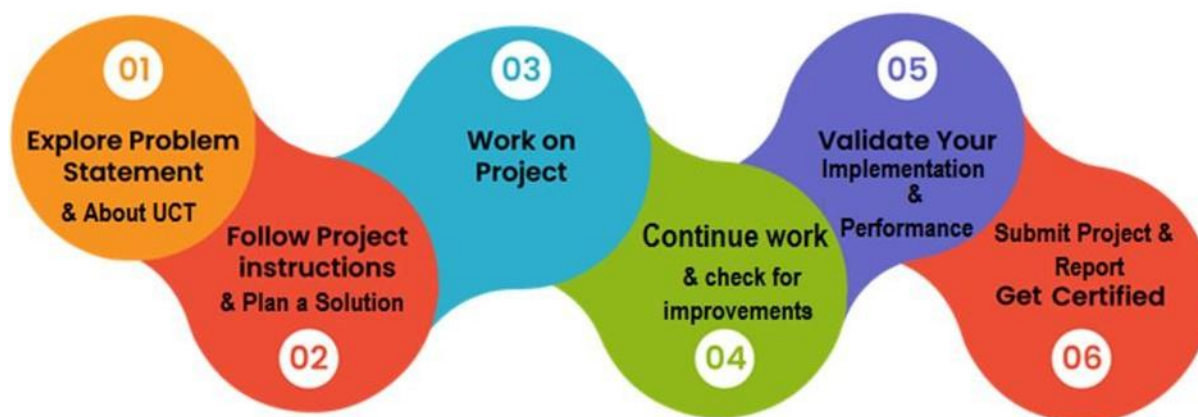 01
Explore Problem
Statement
& About UCT
Follow Project
instructions
& Plan a Solution
02
03
Work on
Project
Continue work
& check for
improvements
04
05
Validate Your
Implementation
&
Performance
Submit Project &
Report
Get Certified
06